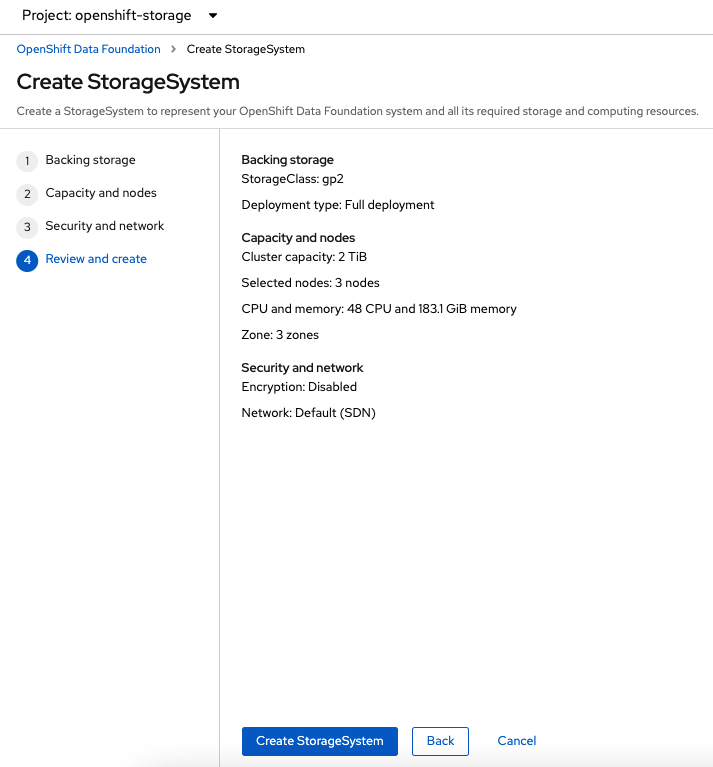 Project: openshift-storage
OpenShift Data Foundation > Create StorageSystem
Create StorageSystem
Create a StorageSystem to represent your OpenShift Data Foundation system and all its required storage and computing resources.
1 Backing storage
2 Capacity and nodes
3 Security and network
4 Review and create
Backing storage
StorageClass: gp2
Deployment type: Full deployment
Capacity and nodes
Cluster capacity: 2 TiB
Selected nodes: 3 nodes
CPU and memory: 48 CPU and 183.1 GiB memory
Zone: 3 zones
Security and network
Encryption: Disabled
Network: Default (SDN)
Create StorageSystem Back Cancel